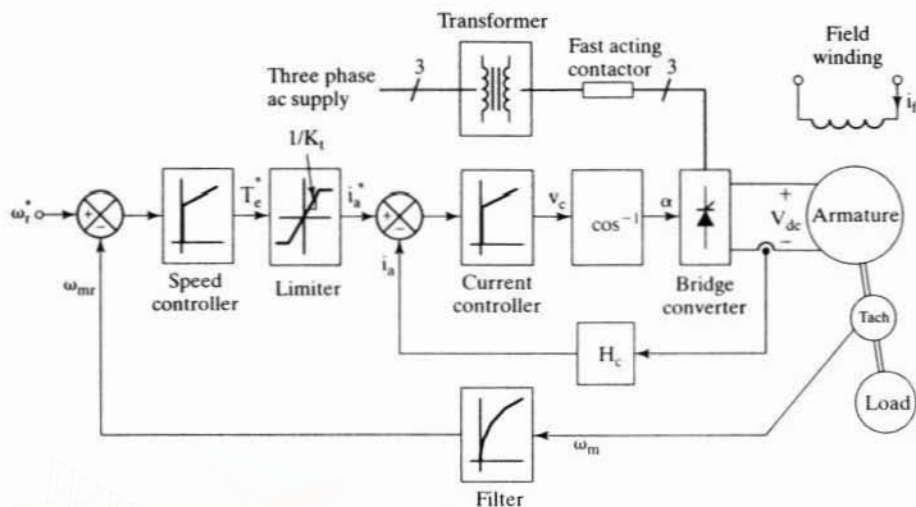 Transformer
Fast acting
contactor
Field
winding
3
3
Three phase
ac supply
i_f
1/K_t
ω_r*
+
−
T_e*
i_a*
+
−
v_c
cos⁻¹
α
+
V_dc
−
Armature
i_a
ω_mr
Speed
controller
Limiter
Current
controller
Bridge
converter
Tach
H_c
Load
ω_m
Filter